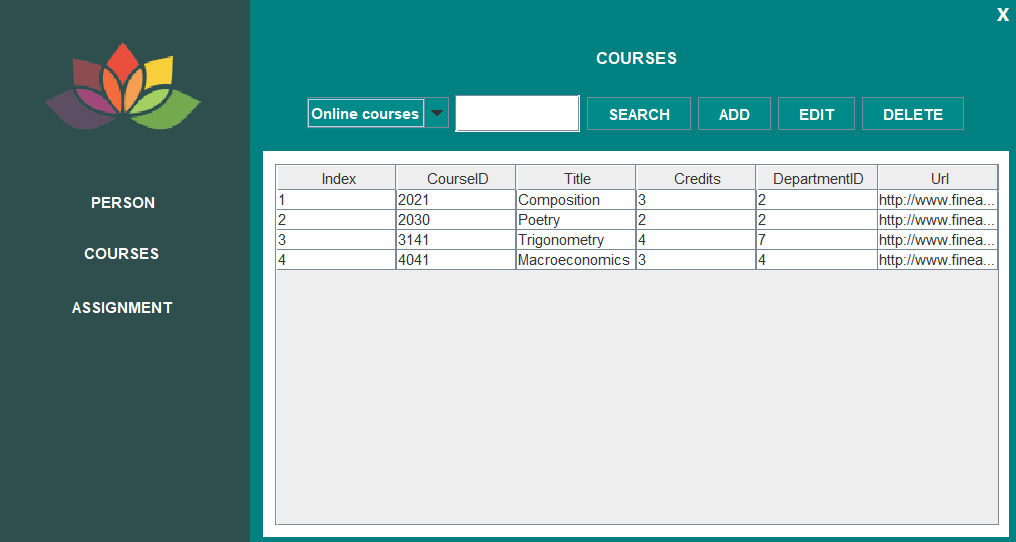 X
COURSES
Online courses SEARCH ADD EDIT DELETE
PERSON
COURSES
ASSIGNMENT
Index CourseID Title Credits DepartmentID Url
1 2021 Composition 3 2 http://www.finea...
2 2030 Poetry 2 2 http://www.finea...
3 3141 Trigonometry 4 7 http://www.finea...
4 4041 Macroeconomics 3 4 http://www.finea...